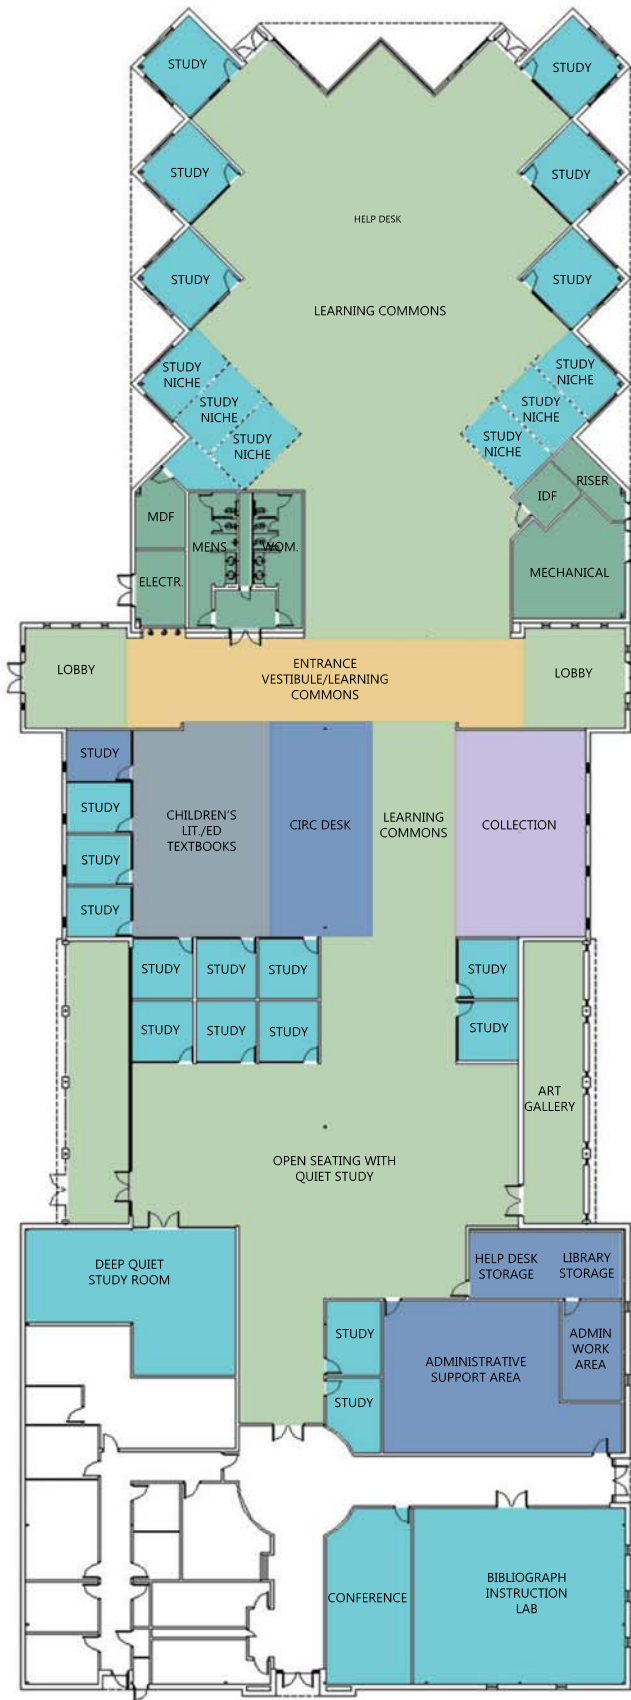 STUDY
STUDY
STUDY
STUDY
HELP DESK
STUDY
STUDY
LEARNING COMMONS
STUDY
NICHE
STUDY
NICHE
STUDY
NICHE
STUDY
NICHE
STUDY
NICHE
STUDY
NICHE
RISER
IDF
MDF
MENS
WOM.
ELECTR.
MECHANICAL
LOBBY
ENTRANCE
VESTIBULE/LEARNING
COMMONS
LOBBY
STUDY
STUDY
STUDY
STUDY
CHILDREN'S
LIT./ED
TEXTBOOKS
CIRC DESK
LEARNING
COMMONS
COLLECTION
STUDY
STUDY
STUDY
STUDY
STUDY
STUDY
STUDY
STUDY
ART
GALLERY
OPEN SEATING WITH
QUIET STUDY
DEEP QUIET
STUDY ROOM
HELP DESK
STORAGE
LIBRARY
STORAGE
STUDY
ADMINISTRATIVE
SUPPORT AREA
ADMIN
WORK
AREA
STUDY
CONFERENCE
BIBLIOGRAPH
INSTRUCTION
LAB